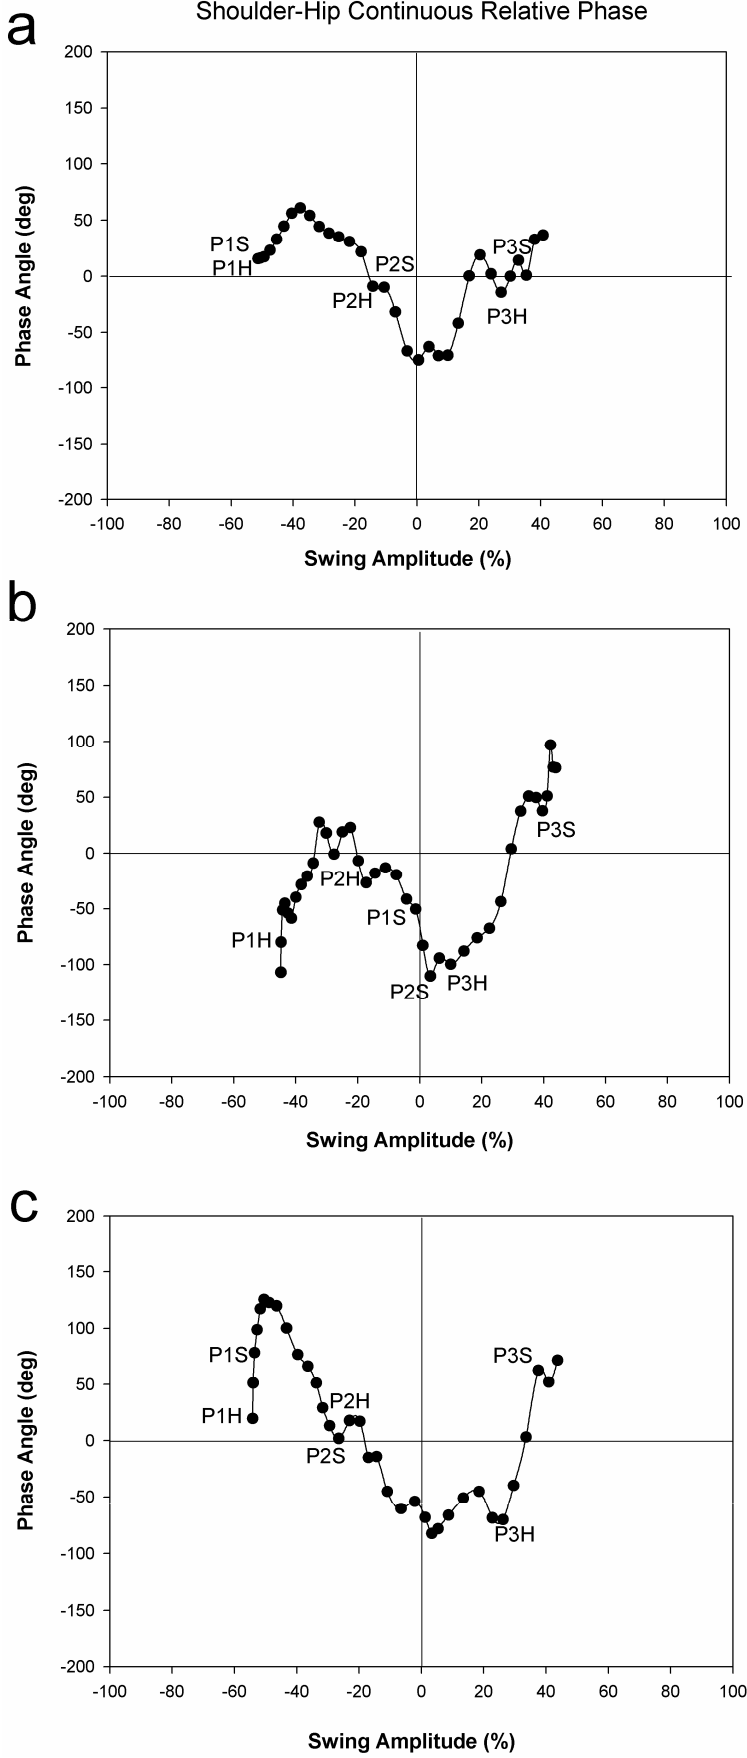 Shoulder-Hip Continuous Relative Phase
a
200
150
100
50
0
-50
-100
-150
-200
Phase Angle (deg)
P1S
P1H
P2S
P2H
P3S
P3H
-100 -80 -60 -40 -20 0 20 40 60 80 100
Swing Amplitude (%)
b
200
150
100
50
0
-50
-100
-150
-200
Phase Angle (deg)
P1H
P2H
P1S
P2S
P3H
P3S
-100 -80 -60 -40 -20 0 20 40 60 80 100
Swing Amplitude (%)
c
200
150
100
50
0
-50
-100
-150
-200
Phase Angle (deg)
P1S
P1H
P2H
P2S
P3S
P3H
-100 -80 -60 -40 -20 0 20 40 60 80 100
Swing Amplitude (%)